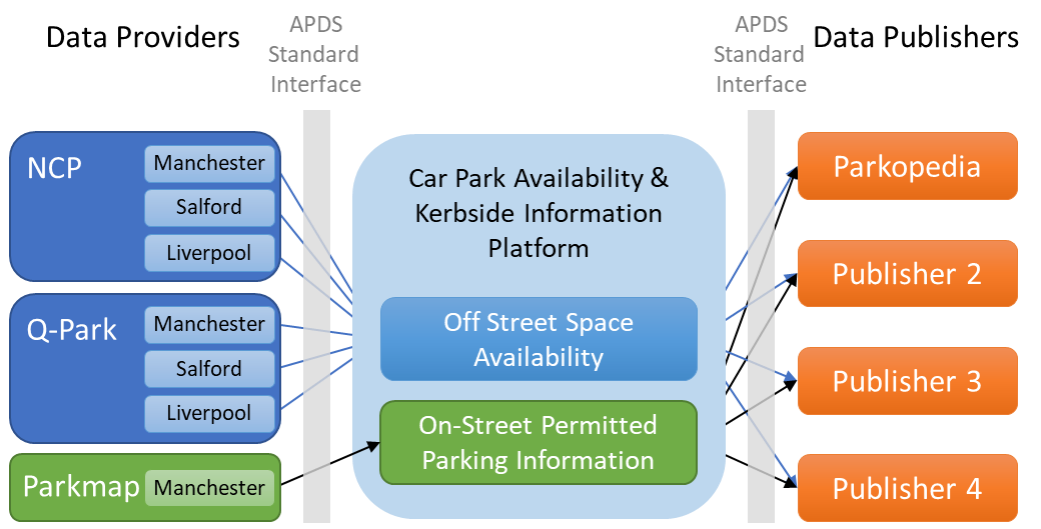 Data Providers
APDS
Standard
Interface
APDS
Standard
Interface
Data Publishers
NCP
Manchester
Salford
Liverpool
Q-Park
Manchester
Salford
Liverpool
Parkmap
Manchester
Car Park Availability &
Kerbside Information
Platform
Off Street Space
Availability
On-Street Permitted
Parking Information
Parkopedia
Publisher 2
Publisher 3
Publisher 4